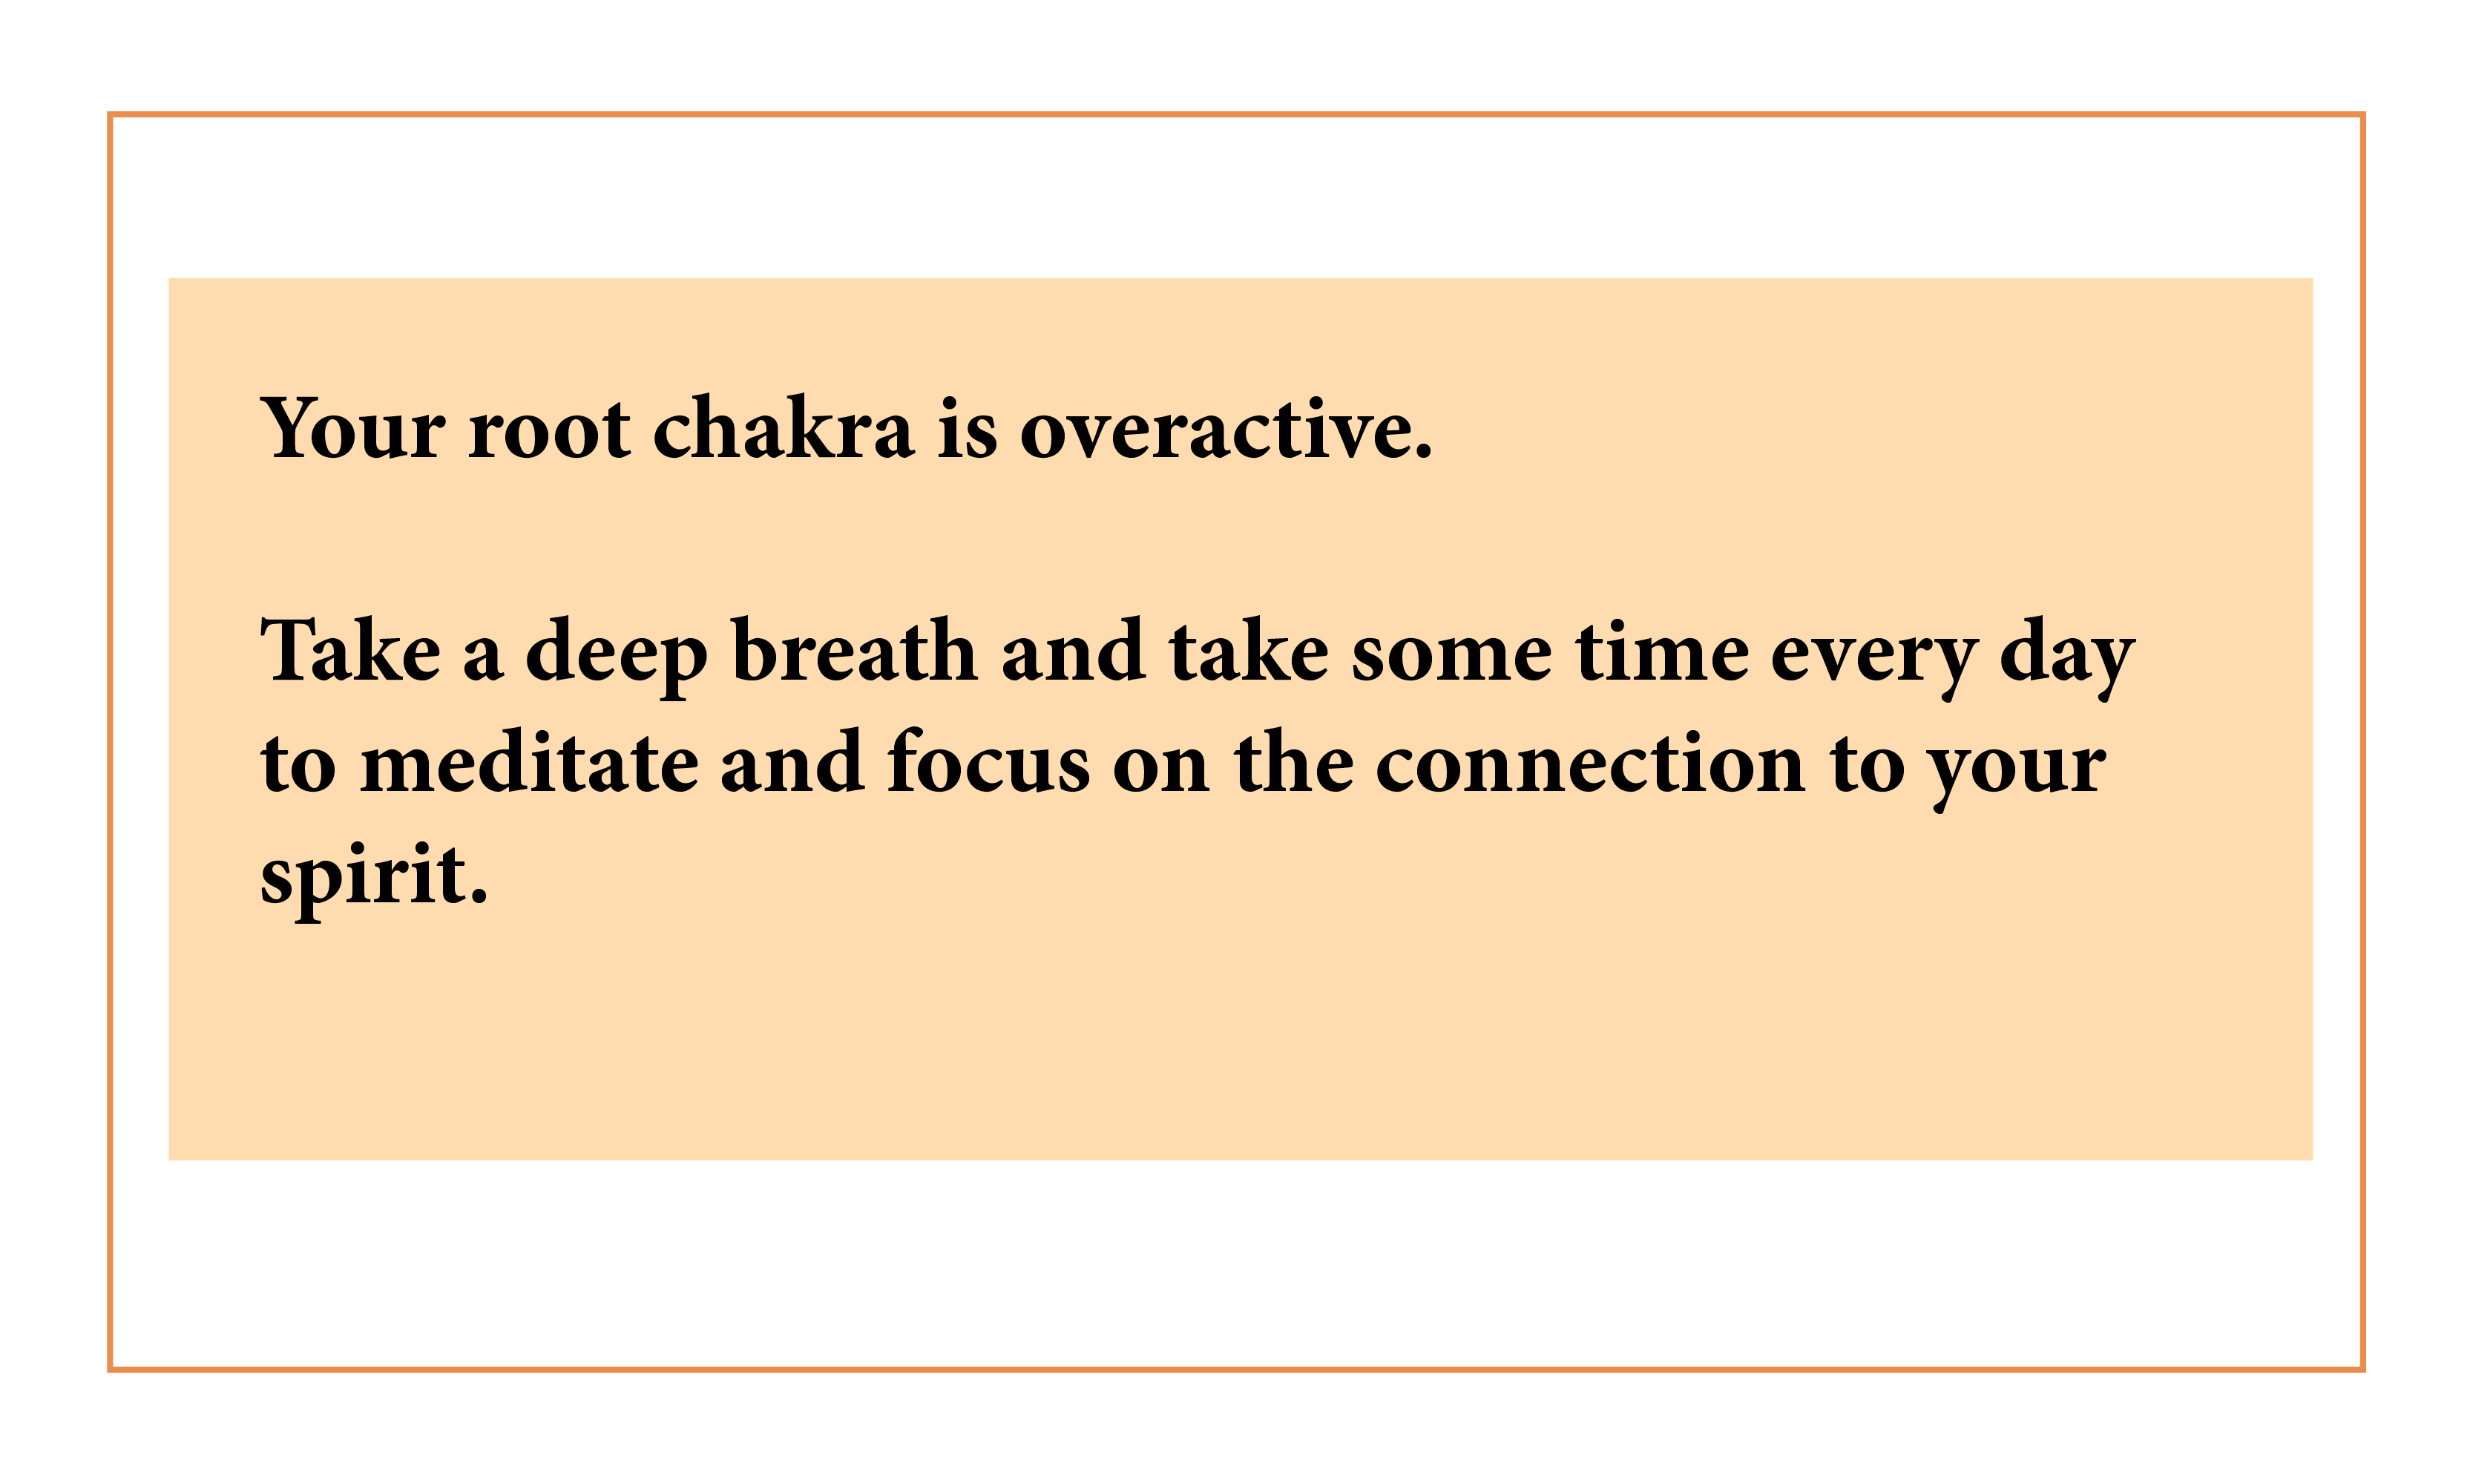 Your root chakra is overactive.
Take a deep breath and take some time every day
to meditate and focus on the connection to your
spirit.